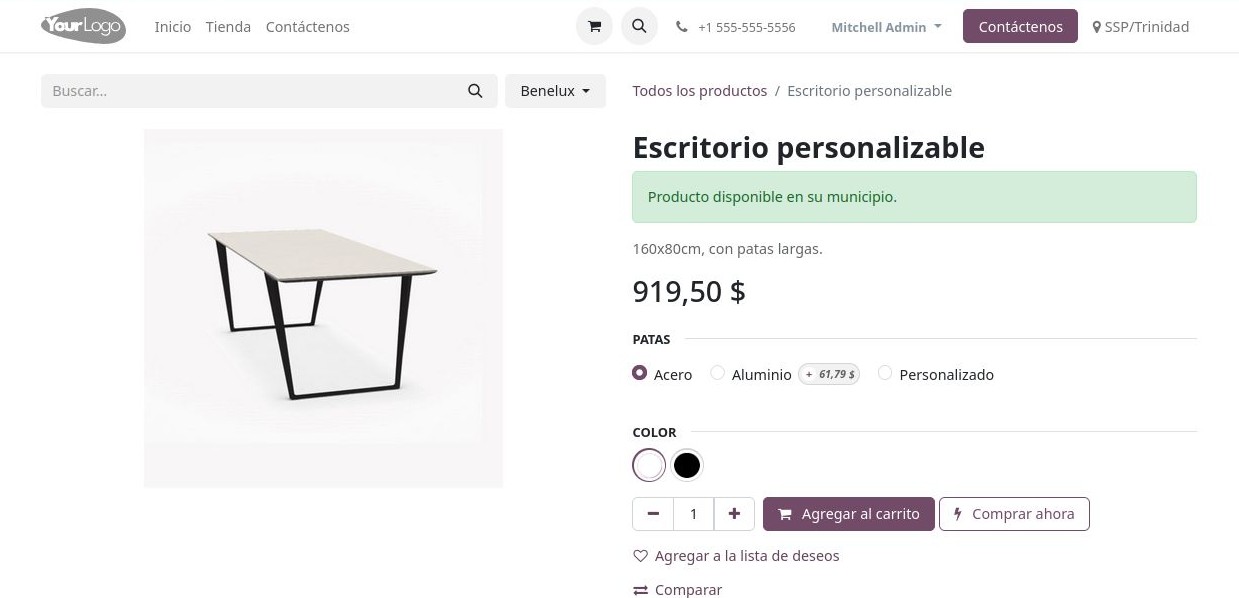 YourLogo
Inicio
Tienda
Contáctenos
+1 555-555-5556
Mitchell Admin
Contáctenos
SSP/Trinidad
Buscar...
Benelux
Todos los productos / Escritorio personalizable
Escritorio personalizable
Producto disponible en su municipio.
160x80cm, con patas largas.
919,50 $
PATAS
Acero
Aluminio + 61,79 $
Personalizado
COLOR
1
Agregar al carrito
Comprar ahora
Agregar a la lista de deseos
Comparar